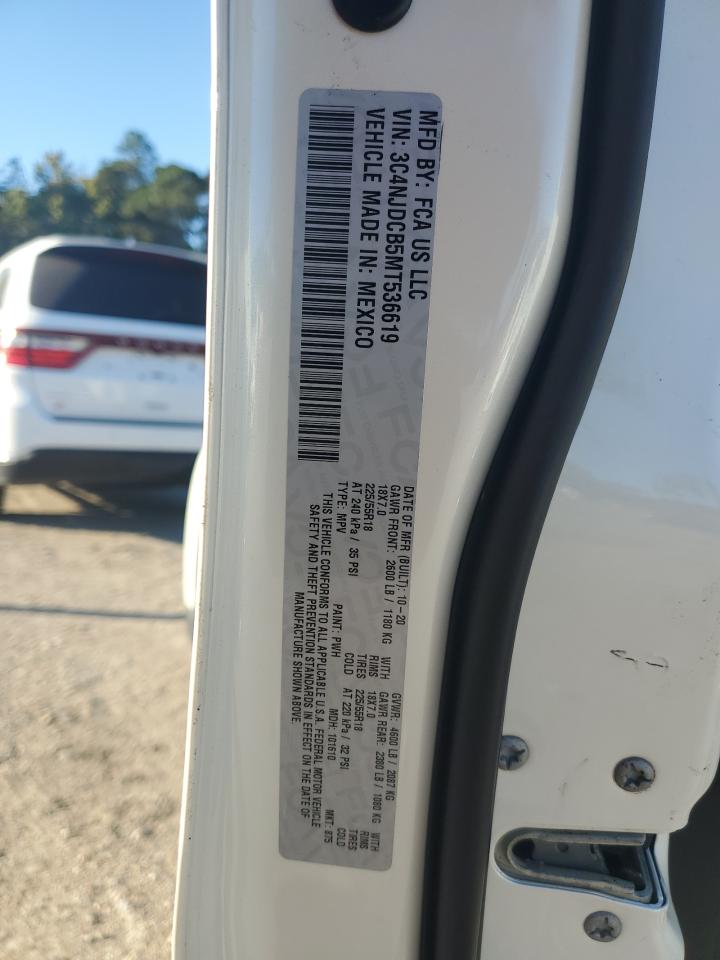 MFD BY: FCA US LLC
VIN: 3C4NJDCB5MT536619
VEHICLE MADE IN: MEXICO
DATE OF MFR (BUILT): 10-20 GVWR: 4600 LB / 2087 KG
GAWR FRONT: 2600 LB / 1180 KG WITH GAWR REAR: 2380 LB / 1080 KG WITH
18X7.0 RIMS 18X7.0 RIMS
225/55R18 TIRES 225/55R18 TIRES
AT 240 kPa / 35 PSI COLD AT 220 kPa / 32 PSI COLD
TYPE: MPV PAINT: PWH MDH: 101610 MKT: 875
THIS VEHICLE CONFORMS TO ALL APPLICABLE U.S.A. FEDERAL MOTOR VEHICLE
SAFETY AND THEFT PREVENTION STANDARDS IN EFFECT ON THE DATE OF
MANUFACTURE SHOWN ABOVE.